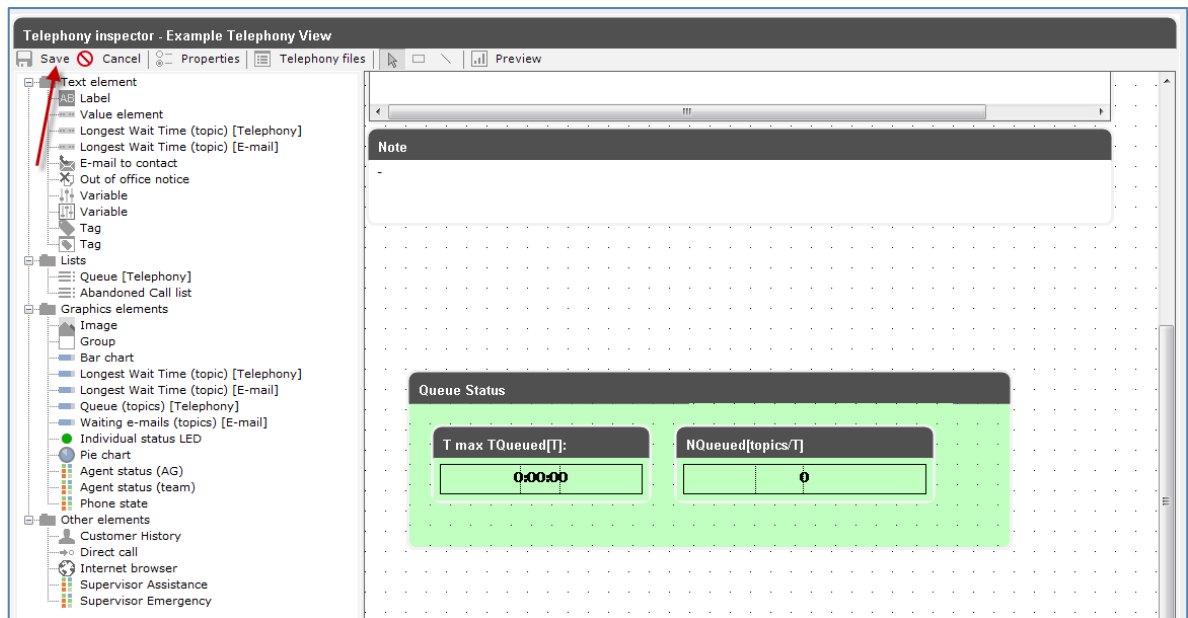 Telephony inspector - Example Telephony View
Save Cancel Properties Telephony files Preview
Text element
AB Label
Value element
Longest Wait Time (topic) [Telephony]
Longest Wait Time (topic) [E-mail]
E-mail to contact
Out of office notice
Variable
Variable
Tag
Tag
Lists
Queue [Telephony]
Abandoned Call list
Graphics elements
Image
Group
Bar chart
Longest Wait Time (topic) [Telephony]
Longest Wait Time (topic) [E-mail]
Queue (topics) [Telephony]
Waiting e-mails (topics) [E-mail]
Individual status LED
Pie chart
Agent status (AG)
Agent status (team)
Phone state
Other elements
Customer History
Direct call
Internet browser
Supervisor Assistance
Supervisor Emergency
Note
-
Queue Status
T max TQueued[T]:
0:00:00
NQueued[topics/T]
0